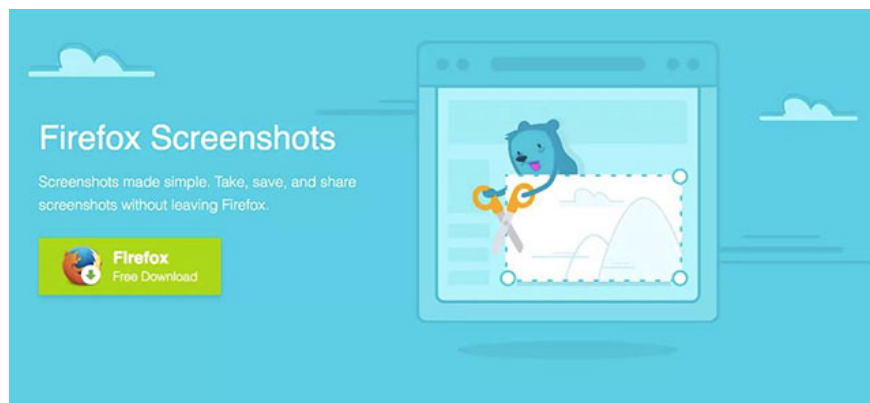 Firefox Screenshots
Screenshots made simple. Take, save, and share
screenshots without leaving Firefox.
Firefox
Free Download